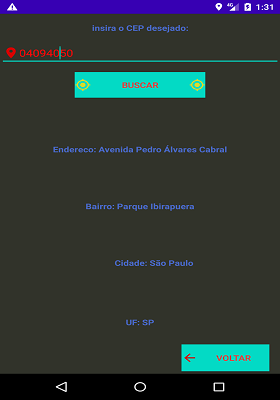 4G
1:31
insira o CEP desejado:
04094050
BUSCAR
Endereco: Avenida Pedro Álvares Cabral
Bairro: Parque Ibirapuera
Cidade: São Paulo
UF: SP
VOLTAR